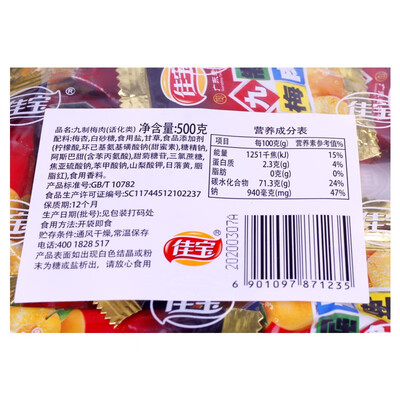 佳宝
九
梅
品名:九制梅肉(话化类) 净含量:500克
配料:梅杏,白砂糖,食用盐,甘草,食品添加剂
(柠檬酸,环己基氨基磺酸钠(甜蜜素),糖精钠,
阿斯巴甜(含苯丙氨酸),甜菊糖苷,三氯蔗糖,
焦亚硫酸钠,苯甲酸钠,山梨酸钾,日落黄,胭
脂红),食用香料。
产品标准号:GB/T 10782
食品生产许可证编号:SC11744512102237
保质期:12个月
生产日期(批号):见包装打码处
食用方法:开袋即食
贮存条件:通风干燥,常温保存
电话:400 1828 517
产品表面如出现白色结晶或粉
末为糖或盐析出,请放心食用
营养成分表
项目 每100克(g) 营养素参考值%
能量 1251千焦(kJ) 15%
蛋白质 2.3克(g) 4%
脂肪 0克(g) 0%
碳水化合物 71.3克(g) 24%
钠 940毫克(mg) 47%
佳宝
20200307A
6 901097 871235